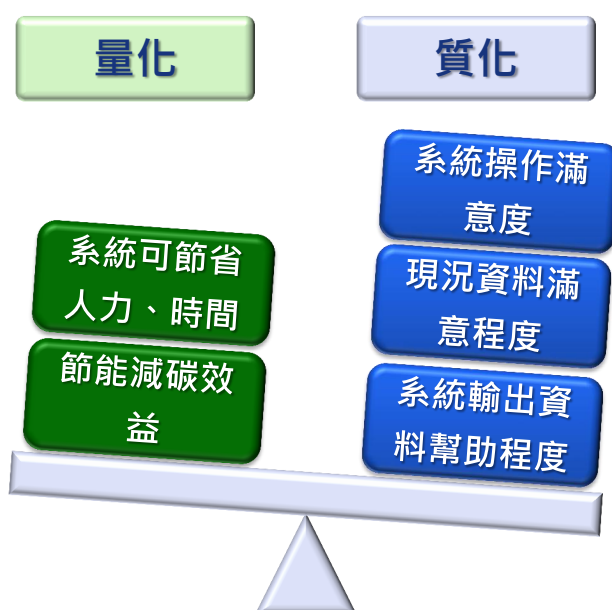 量化
質化
系統可節省
人力、時間
節能減碳效
益
系統操作滿
意度
現況資料滿
意程度
系統輸出資
料幫助程度